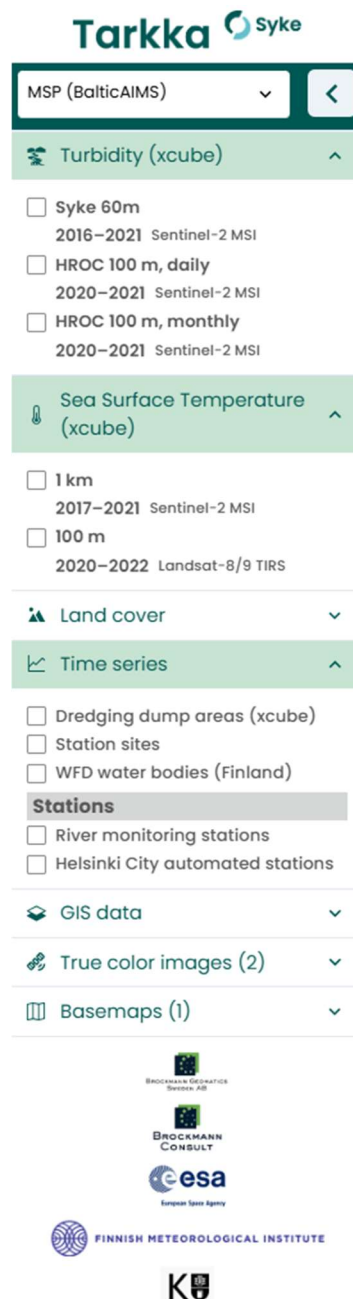 Tarkka Syke
MSP (BalticAIMS)
Turbidity (xcube)
Syke 60m
2016–2021 Sentinel-2 MSI
HROC 100 m, daily
2020–2021 Sentinel-2 MSI
HROC 100 m, monthly
2020–2021 Sentinel-2 MSI
Sea Surface Temperature
(xcube)
1 km
2017–2021 Sentinel-2 MSI
100 m
2020–2022 Landsat-8/9 TIRS
Land cover
Time series
Dredging dump areas (xcube)
Station sites
WFD water bodies (Finland)
Stations
River monitoring stations
Helsinki City automated stations
GIS data
True color images (2)
Basemaps (1)
BROCKMANN GEOMATICS
SWEDEN AB
BROCKMANN
CONSULT
esa
European Space Agency
FINNISH METEOROLOGICAL INSTITUTE
K